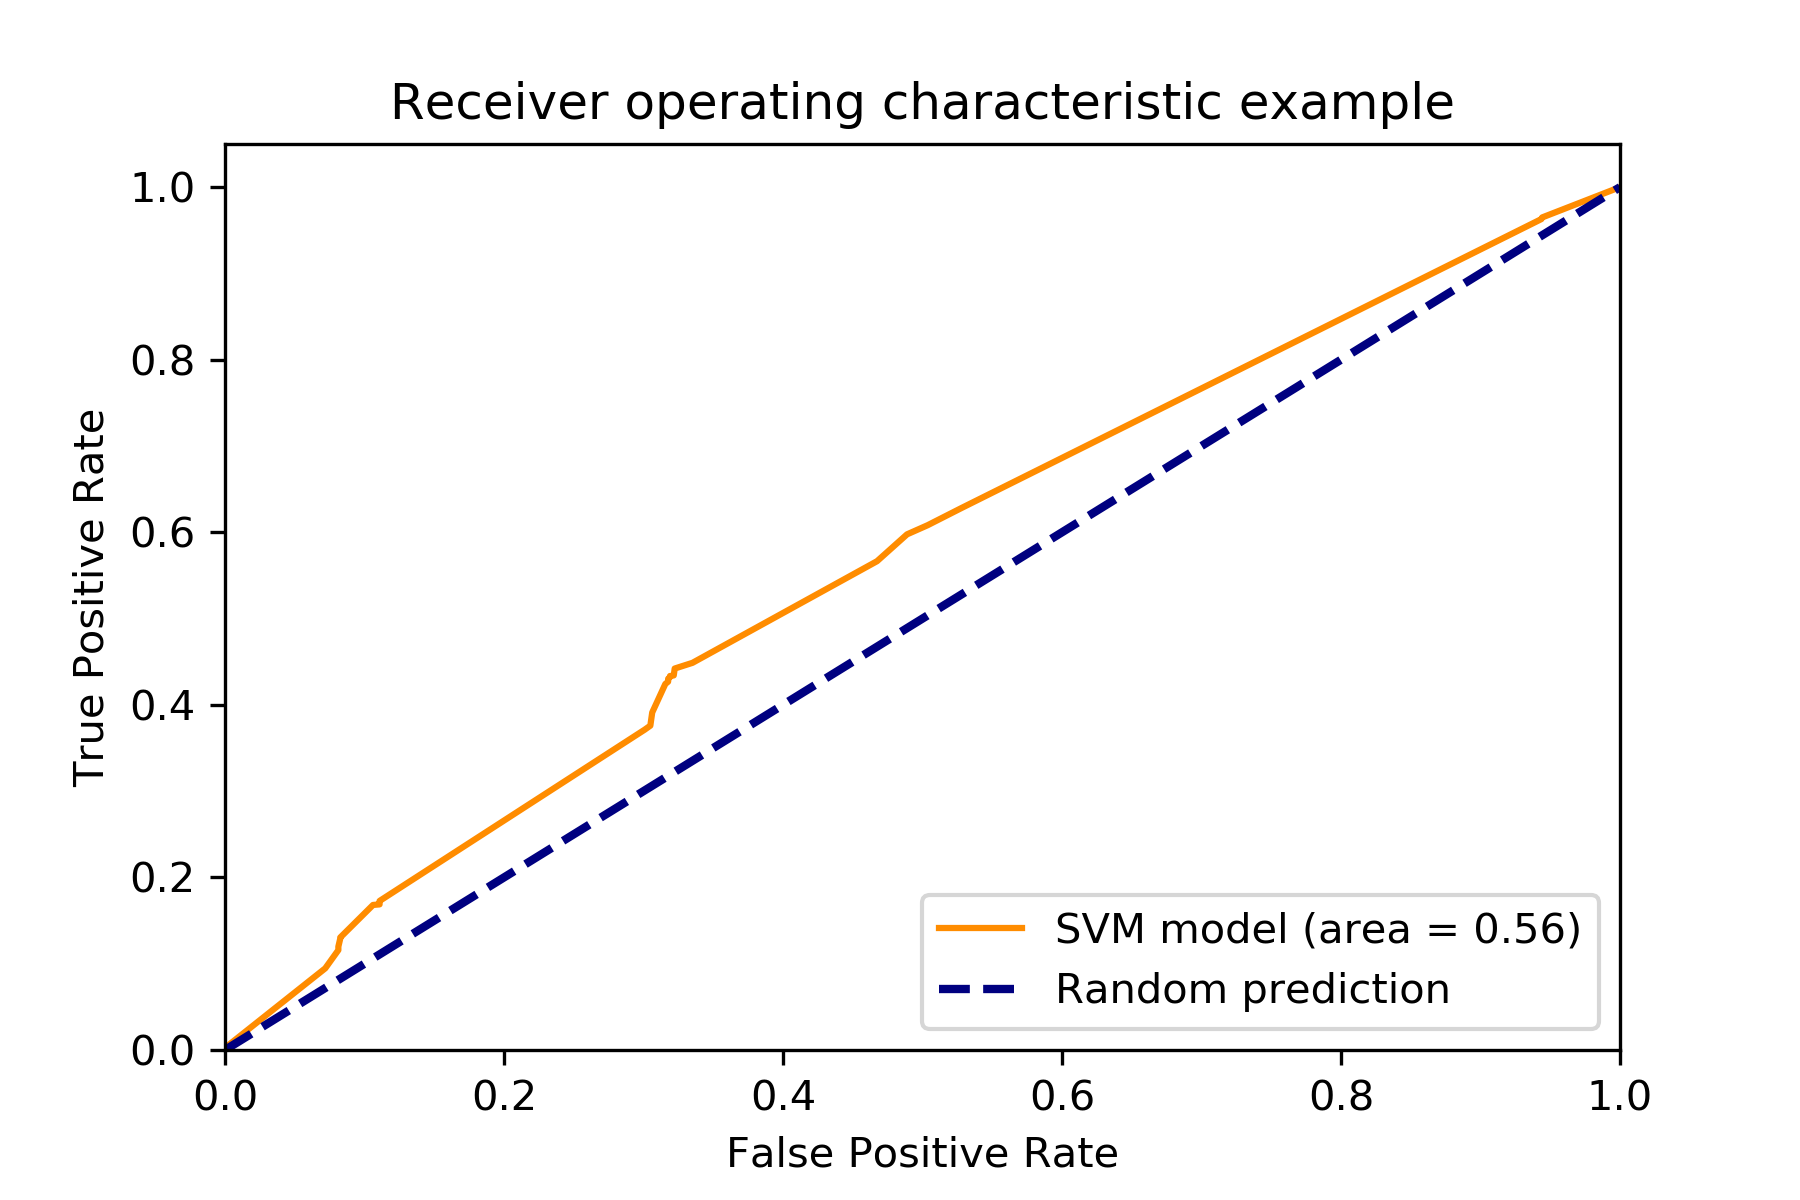 Receiver operating characteristic example
1.0
0.8
0.6
0.4
0.2
0.0
True Positive Rate
SVM model (area = 0.56)
Random prediction
0.0 0.2 0.4 0.6 0.8 1.0
False Positive Rate